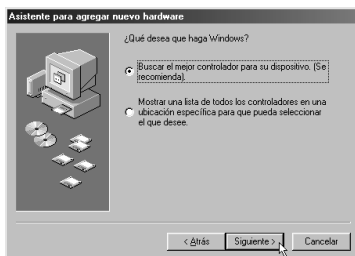 Asistente para agregar nuevo hardware
¿Qué desea que haga Windows?
Buscar el mejor controlador para su dispositivo. (Se
recomienda).
Mostrar una lista de todos los controladores en una
ubicación específica para que pueda seleccionar
el que desee.
< Atrás
Siguiente >
Cancelar